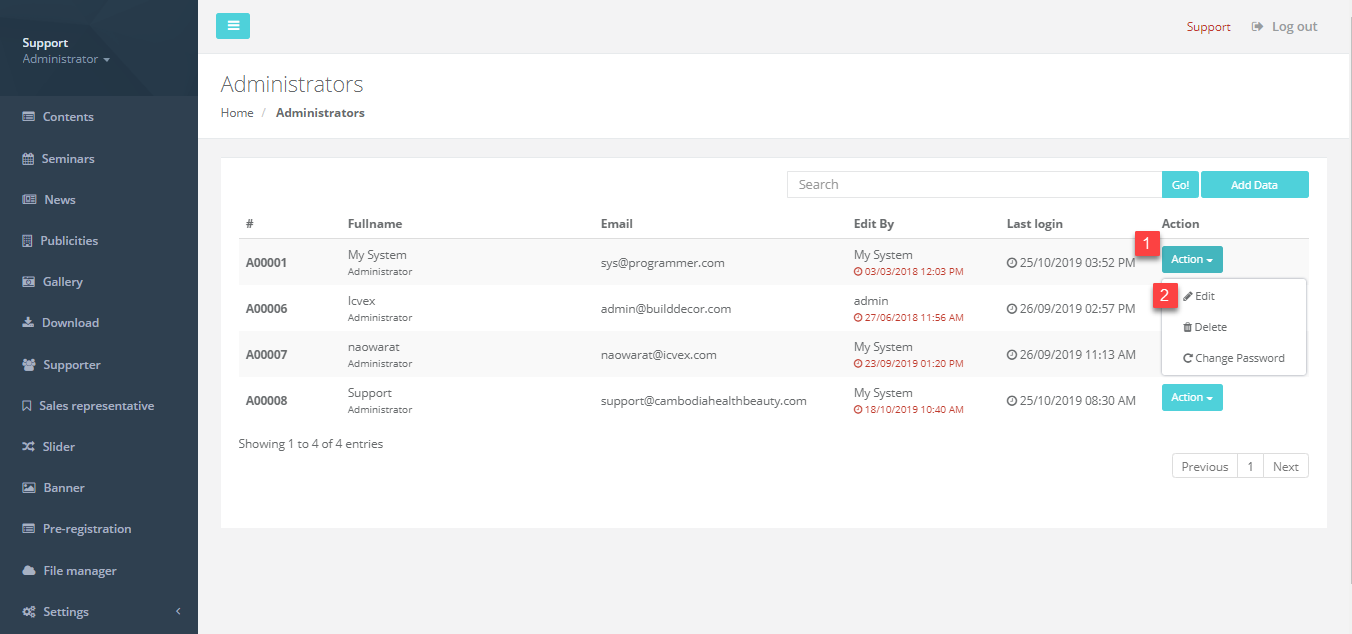 Support
Administrator
Contents
Seminars
News
Publicities
Gallery
Download
Supporter
Sales representative
Slider
Banner
Pre-registration
File manager
Settings
Support Log out
Administrators
Home / Administrators
Search Go! Add Data
# Fullname Email Edit By Last login Action
A00001 My System sys@programmer.com My System 25/10/2019 03:52 PM 1 Action
Administrator 03/03/2018 12:03 PM
A00006 Icvex admin@builddecor.com admin 26/09/2019 02:57 PM
Administrator 27/06/2018 11:56 AM
A00007 naowarat naowarat@icvex.com My System 26/09/2019 11:13 AM
Administrator 23/09/2019 01:20 PM
A00008 Support support@cambodiahealthbeauty.com My System 25/10/2019 08:30 AM Action
Administrator 18/10/2019 10:40 AM
2 Edit
Delete
Change Password
Showing 1 to 4 of 4 entries
Previous 1 Next